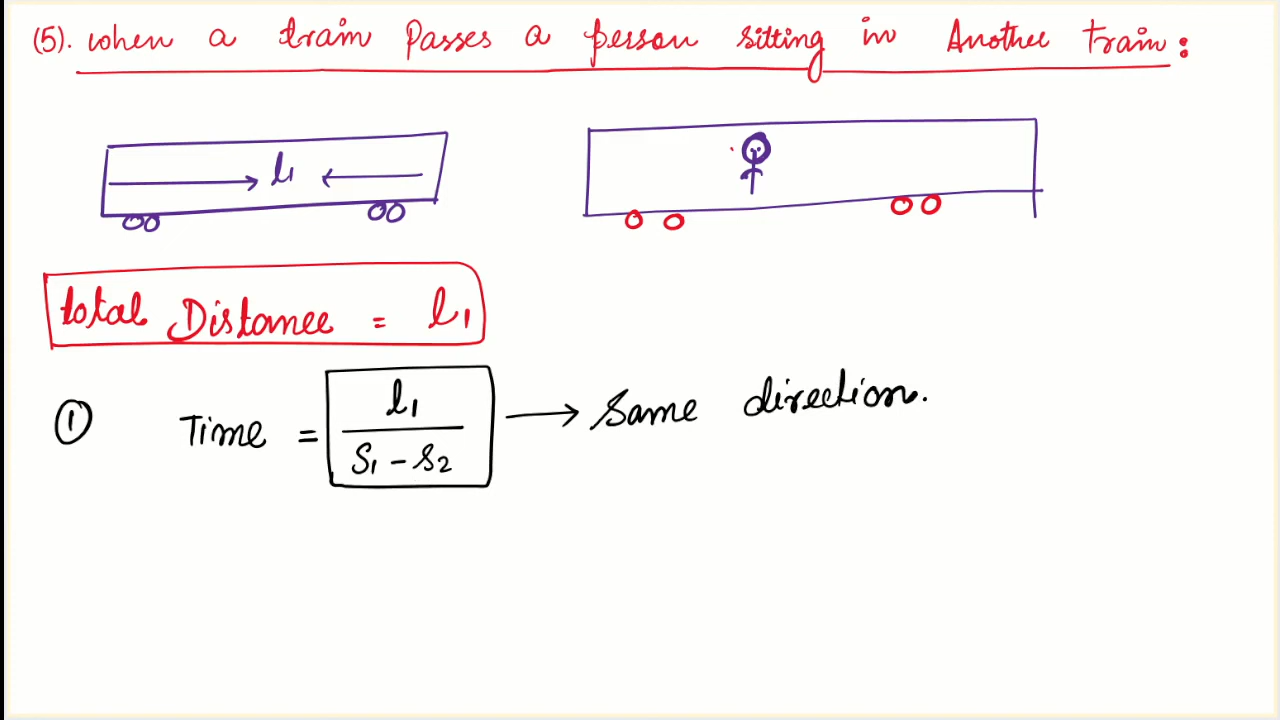 (5). when a train Passes a person sitting in Another train:
l₁
total Distance = l₁
① Time = l₁ / (S₁ - S₂) → Same direction.